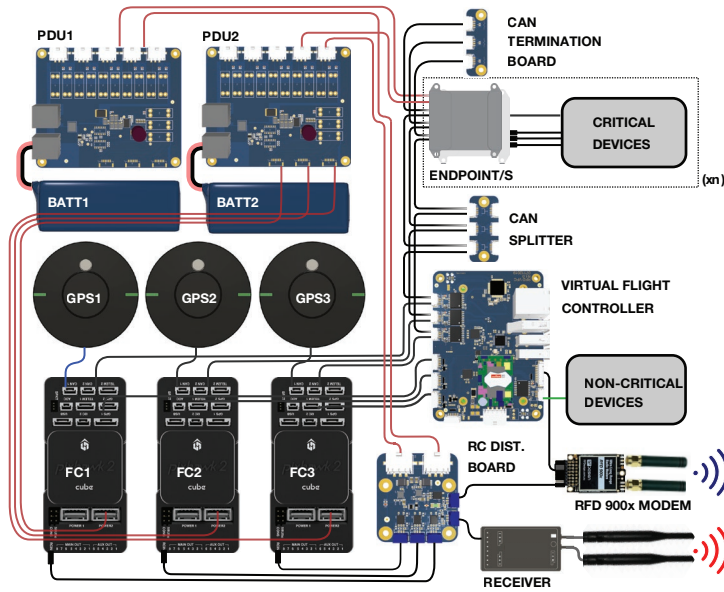 PDU1
PDU2
CAN
TERMINATION
BOARD
CRITICAL
DEVICES
ENDPOINT/S
(xn)
BATT1
BATT2
CAN
SPLITTER
GPS1
GPS2
GPS3
VIRTUAL FLIGHT
CONTROLLER
NON-CRITICAL
DEVICES
RC DIST.
BOARD
FC1
FC2
FC3
cube
cube
cube
RFD 900x MODEM
RECEIVER